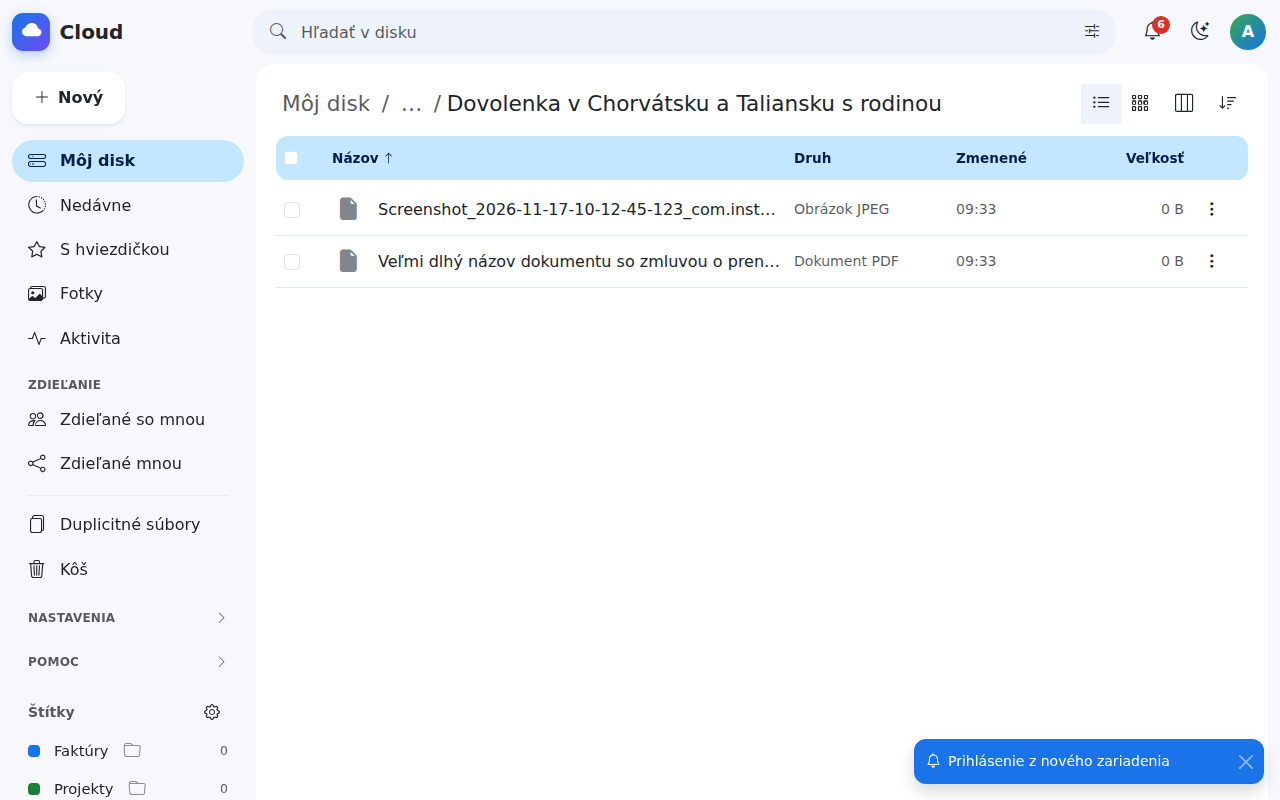 Cloud
Hľadať v disku
6
A
Nový
Môj disk / … / Dovolenka v Chorvátsku a Taliansku s rodinou
Môj disk
Nedávne
S hviezdičkou
Fotky
Aktivita
ZDIEĽANIE
Zdieľané so mnou
Zdieľané mnou
Duplicitné súbory
Kôš
NASTAVENIA
POMOC
Štítky
Faktúry 0
Projekty 0
Názov ↑ Druh Zmenené Veľkosť
Screenshot_2026-11-17-10-12-45-123_com.inst… Obrázok JPEG 09:33 0 B
Veľmi dlhý názov dokumentu so zmluvou o pren… Dokument PDF 09:33 0 B
Prihlásenie z nového zariadenia